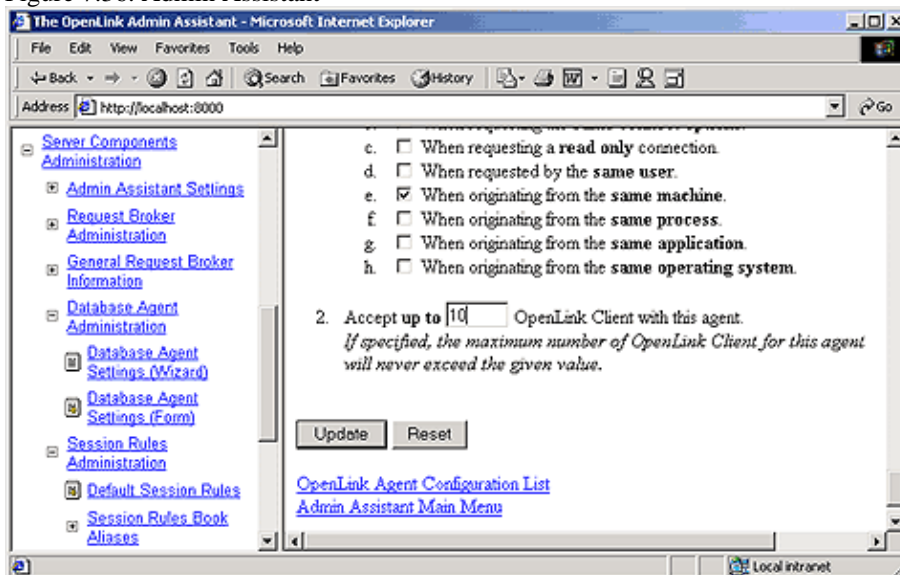 Figure 7.30. Admin Assistant
The OpenLink Admin Assistant - Microsoft Internet Explorer
File Edit View Favorites Tools Help
Back Search Favorites History
Address http://localhost:8000 Go
Server Components
Administration
Admin Assistant Settings
Request Broker
Administration
General Request Broker
Information
Database Agent
Administration
Database Agent
Settings (Wizard)
Database Agent
Settings (Form)
Session Rules
Administration
Default Session Rules
Session Rules Book
Aliases
c. When requesting a read only connection.
d. When requested by the same user.
e. When originating from the same machine.
f. When originating from the same process.
g. When originating from the same application.
h. When originating from the same operating system.
2. Accept up to 10 OpenLink Client with this agent.
If specified, the maximum number of OpenLink Client for this agent
will never exceed the given value.
Update Reset
OpenLink Agent Configuration List
Admin Assistant Main Menu
Local intranet